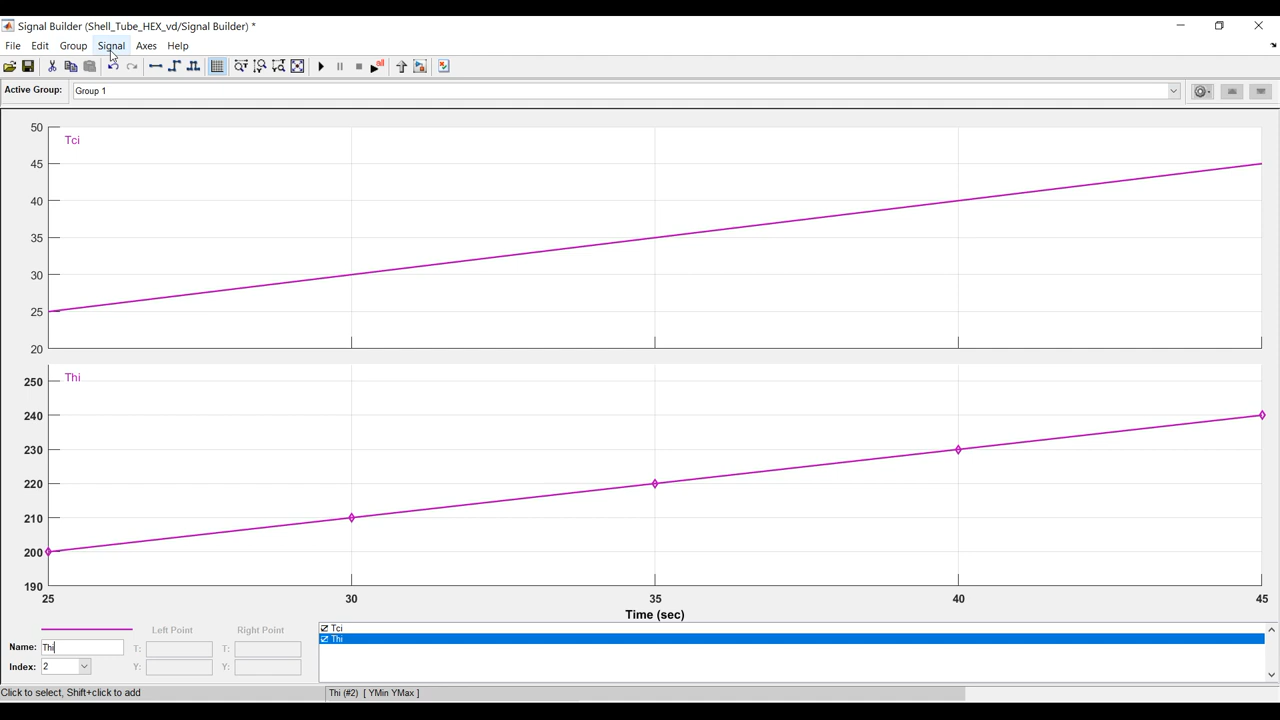 Signal Builder (Shell_Tube_HEX_vd/Signal Builder) *
File Edit Group Signal Axes Help
all
Active Group: Group 1
50
Tci
45
40
35
30
25
20
Thi
250
240
230
220
210
200
190
25 30 35 40 45
Time (sec)
Left Point Right Point
Name: Thi T: T:
Index: 2 Y: Y:
Tci
Thi
Click to select, Shift+click to add Thi (#2) [ YMin YMax ]